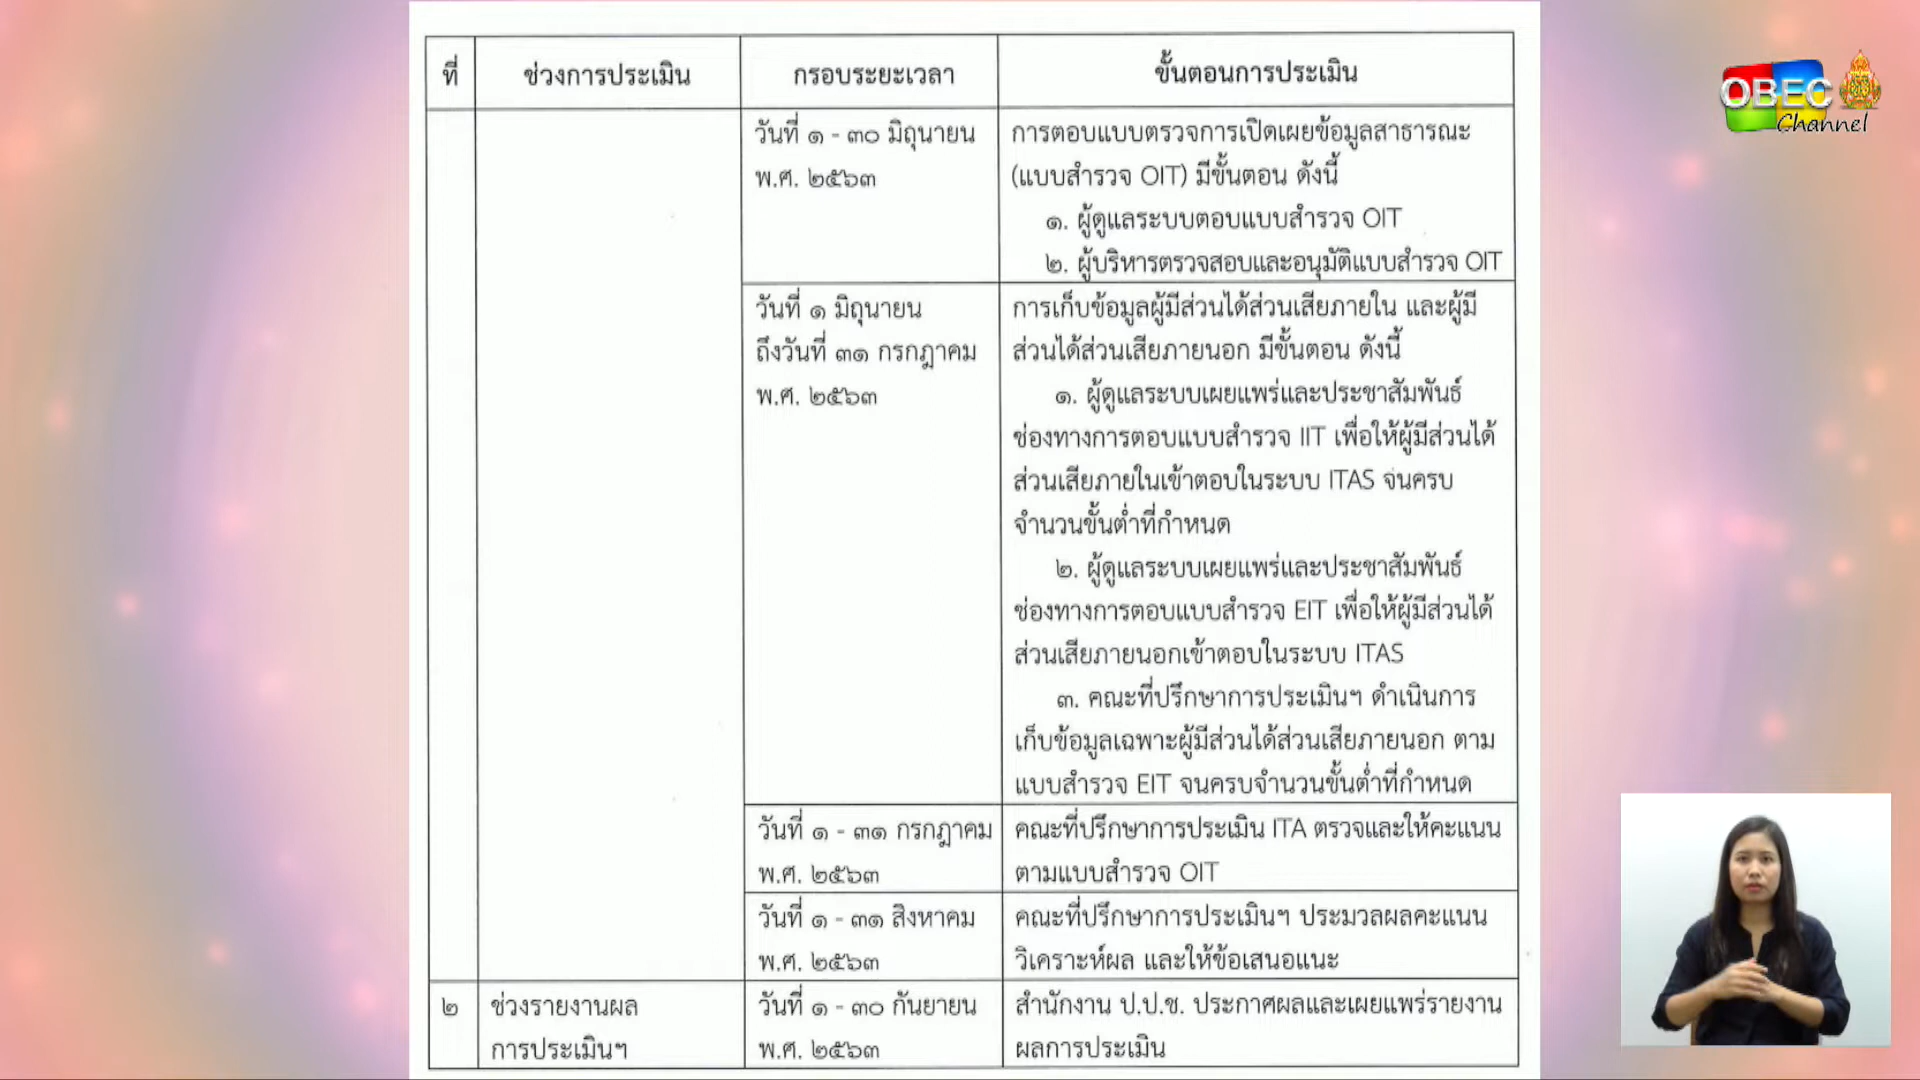 ที่
ช่วงการประเมิน
กรอบระยะเวลา
ขั้นตอนการประเมิน
วันที่ ๑ - ๓๐ มิถุนายน
พ.ศ. ๒๕๖๓
การตอบแบบตรวจการเปิดเผยข้อมูลสาธารณะ
(แบบสำรวจ OIT) มีขั้นตอน ดังนี้
๑. ผู้ดูแลระบบตอบแบบสำรวจ OIT
๒. ผู้บริหารตรวจสอบและอนุมัติแบบสำรวจ OIT
วันที่ ๑ มิถุนายน
ถึงวันที่ ๓๑ กรกฎาคม
พ.ศ. ๒๕๖๓
การเก็บข้อมูลผู้มีส่วนได้ส่วนเสียภายใน และผู้มี
ส่วนได้ส่วนเสียภายนอก มีขั้นตอน ดังนี้
๑. ผู้ดูแลระบบเผยแพร่และประชาสัมพันธ์
ช่องทางการตอบแบบสำรวจ IIT เพื่อให้ผู้มีส่วนได้
ส่วนเสียภายในเข้าตอบในระบบ ITAS จนครบ
จำนวนขั้นต่ำที่กำหนด
๒. ผู้ดูแลระบบเผยแพร่และประชาสัมพันธ์
ช่องทางการตอบแบบสำรวจ EIT เพื่อให้ผู้มีส่วนได้
ส่วนเสียภายนอกเข้าตอบในระบบ ITAS
๓. คณะที่ปรึกษาการประเมินฯ ดำเนินการ
เก็บข้อมูลเฉพาะผู้มีส่วนได้ส่วนเสียภายนอก ตาม
แบบสำรวจ EIT จนครบจำนวนขั้นต่ำที่กำหนด
วันที่ ๑ - ๓๑ กรกฎาคม
พ.ศ. ๒๕๖๓
คณะที่ปรึกษาการประเมิน ITA ตรวจและให้คะแนน
ตามแบบสำรวจ OIT
วันที่ ๑ - ๓๑ สิงหาคม
พ.ศ. ๒๕๖๓
คณะที่ปรึกษาการประเมินฯ ประมวลผลคะแนน
วิเคราะห์ผล และให้ข้อเสนอแนะ
๒
ช่วงรายงานผล
การประเมินฯ
วันที่ ๑ - ๓๐ กันยายน
พ.ศ. ๒๕๖๓
สำนักงาน ป.ป.ช. ประกาศผลและเผยแพร่รายงาน
ผลการประเมิน
OBEC
Channel